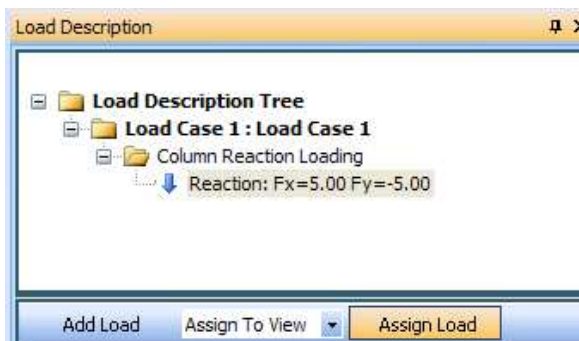 Load Description
Load Description Tree
Load Case 1 : Load Case 1
Column Reaction Loading
Reaction: Fx=5.00 Fy=-5.00
Add Load Assign To View Assign Load